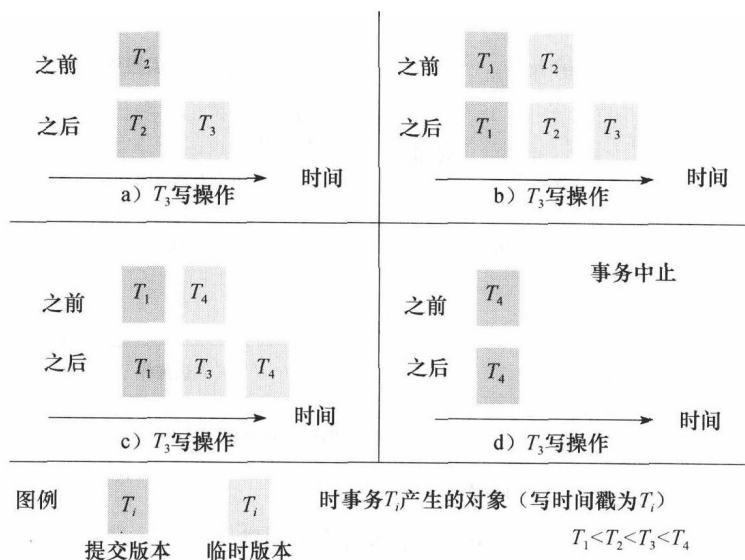 之前 T₂
之后 T₂ T₃
时间
a) T₃写操作
之前 T₁ T₂
之后 T₁ T₂ T₃
时间
b) T₃写操作
之前 T₁ T₄
之后 T₁ T₃ T₄
时间
c) T₃写操作
事务中止
之前 T₄
之后 T₄
时间
d) T₃写操作
图例 Tᵢ Tᵢ 时事务Tᵢ产生的对象（写时间戳为Tᵢ）
提交版本 临时版本 T₁<T₂<T₃<T₄